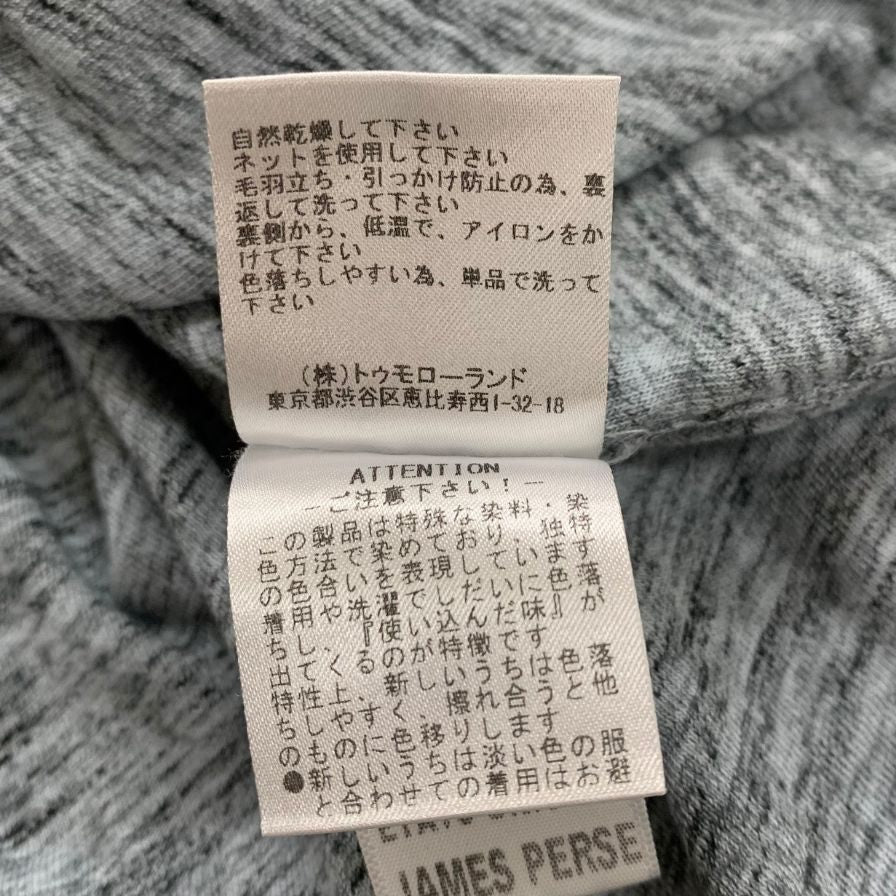 自然乾燥して下さい
ネットを使用して下さい
毛羽立ち・引っかけ防止の為、裏
返して洗って下さい
裏側から、低温で、アイロンをか
けて下さい
色落ちしやすい為、単品で洗って
下さい
(株)トゥモローランド
東京都渋谷区恵比寿西1-32-18
ATTENTION
-ご注意下さい！-
この製品は特殊な染料・染
色方法で染めており、独特
の色合いを表現しています
着用や洗濯でしだいに色落
ちして、『使い込んだ味』が
出てくるのが特徴です
特性上、新しいうちは色落
ちしやすく、擦れ合うと他
のものに色移りします
●新しいうちは淡い色の服
と合わせての着用はお避
JAMES PERSE